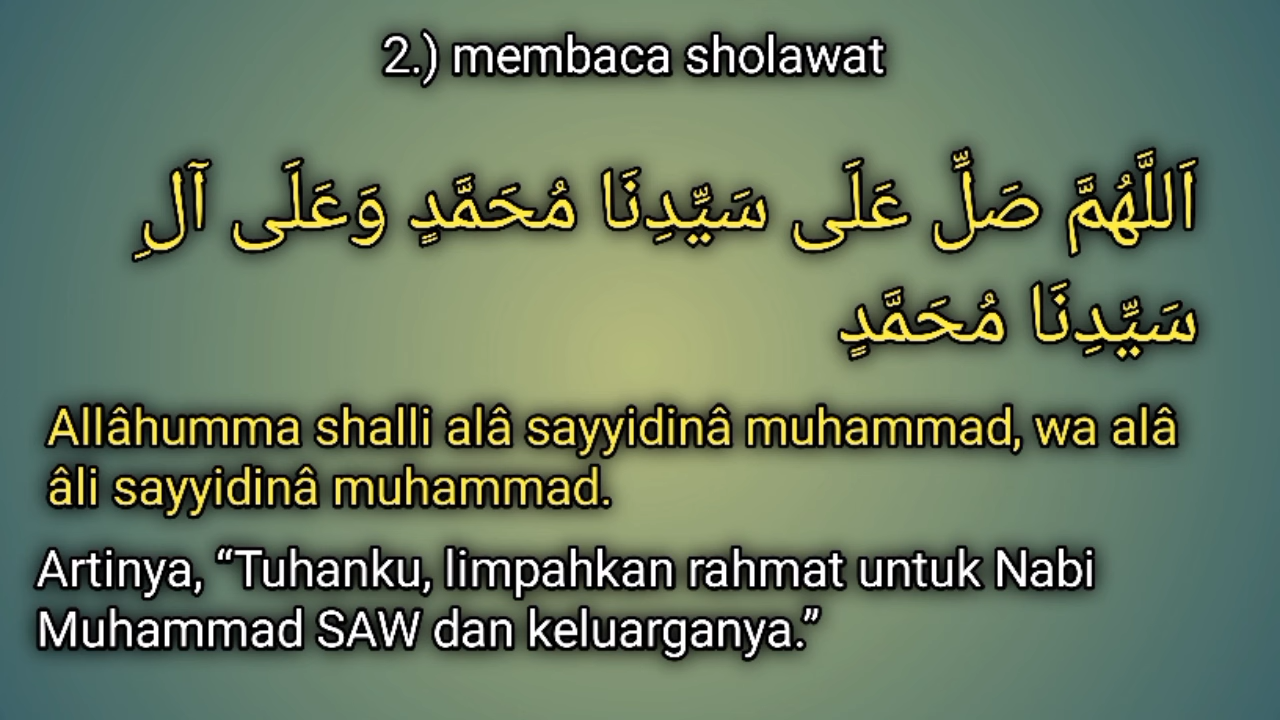 2.) membaca sholawat
اَللَّهُمَّ صَلِّ عَلَى سَيِّدِنَا مُحَمَّدٍ وَعَلَى آلِ
سَيِّدِنَا مُحَمَّدٍ
Allâhumma shalli alâ sayyidinâ muhammad, wa alâ
âli sayyidinâ muhammad.
Artinya, “Tuhanku, limpahkan rahmat untuk Nabi
Muhammad SAW dan keluarganya.”